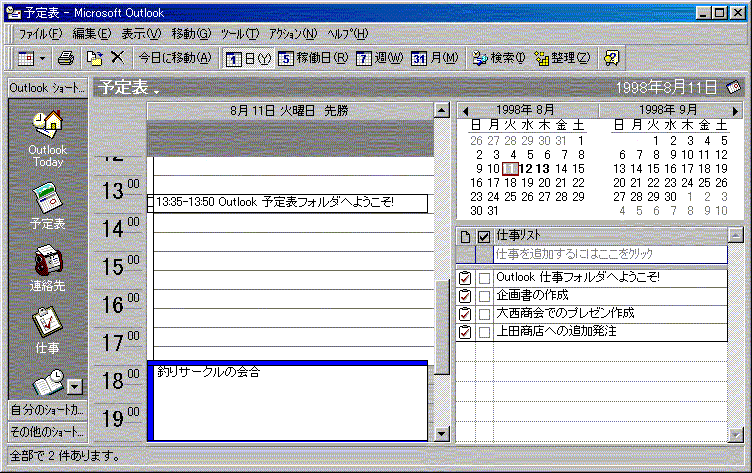 予定表 - Microsoft Outlook
ﾌｧｲﾙ(F) 編集(E) 表示(V) 移動(G) ﾂｰﾙ(T) ｱｸｼｮﾝ(N) ﾍﾙﾌﾟ(H)
今日に移動(A) 1 日(Y) 5 稼働日(R) 7 週(W) 31 月(M) 検索(I) 整理(Z)
Outlook ｼｮｰﾄ...
予定表
1998年8月11日
Outlook Today
予定表
連絡先
仕事
自分のｼｮｰﾄｶ...
その他のｼｮｰﾄ...
8月 11日 火曜日 先勝
12
13 00
13:35-13:50 Outlook 予定表フォルダへようこそ!
14 00
15 00
16 00
17 00
18 00
釣りサークルの会合
19 00
1998年 8月
日 月 火 水 木 金 土
26 27 28 29 30 31 1
2 3 4 5 6 7 8
9 10 11 12 13 14 15
16 17 18 19 20 21 22
23 24 25 26 27 28 29
30 31
1998年 9月
日 月 火 水 木 金 土
1 2 3 4 5
6 7 8 9 10 11 12
13 14 15 16 17 18 19
20 21 22 23 24 25 26
27 28 29 30 1 2 3
4 5 6 7 8 9 10
仕事リスト
仕事を追加するにはここをクリック
Outlook 仕事フォルダへようこそ!
企画書の作成
大西商会でのプレゼン作成
上田商店への追加発注
全部で 2 件あります。